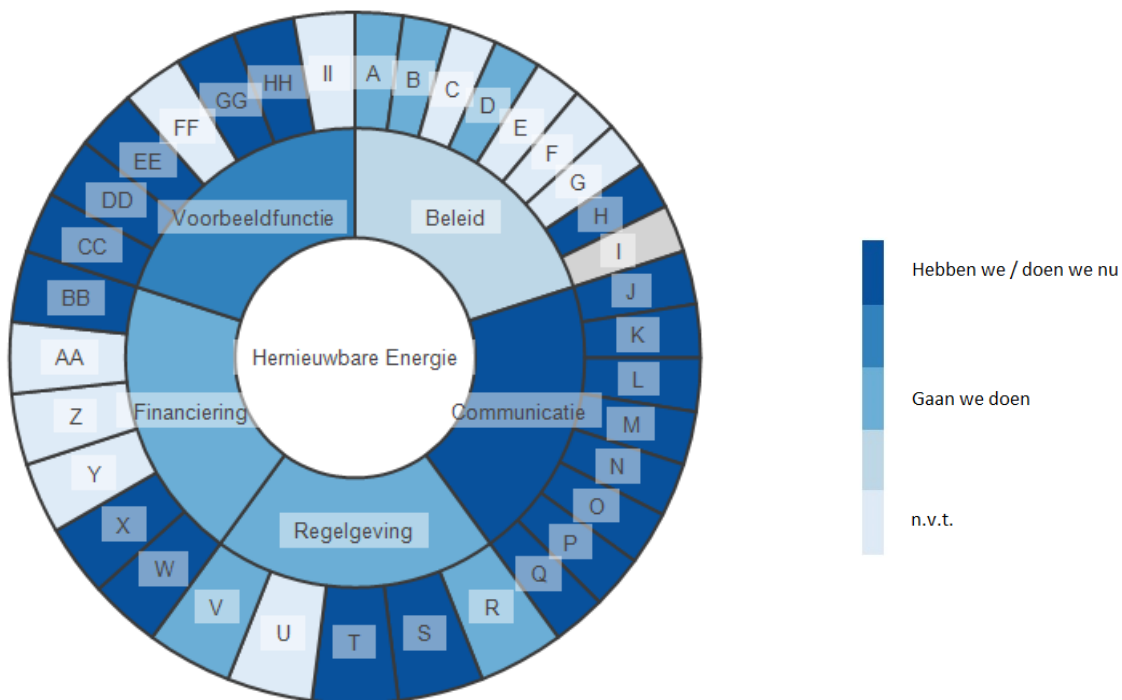 II
A
B
C
D
E
F
G
H
I
J
K
L
M
N
O
P
Q
R
S
T
U
V
W
X
Y
Z
AA
BB
CC
DD
EE
FF
GG
HH
Voorbeeldfunctie
Beleid
Hernieuwbare Energie
Financiering
Communicatie
Regelgeving
Hebben we / doen we nu
Gaan we doen
n.v.t.